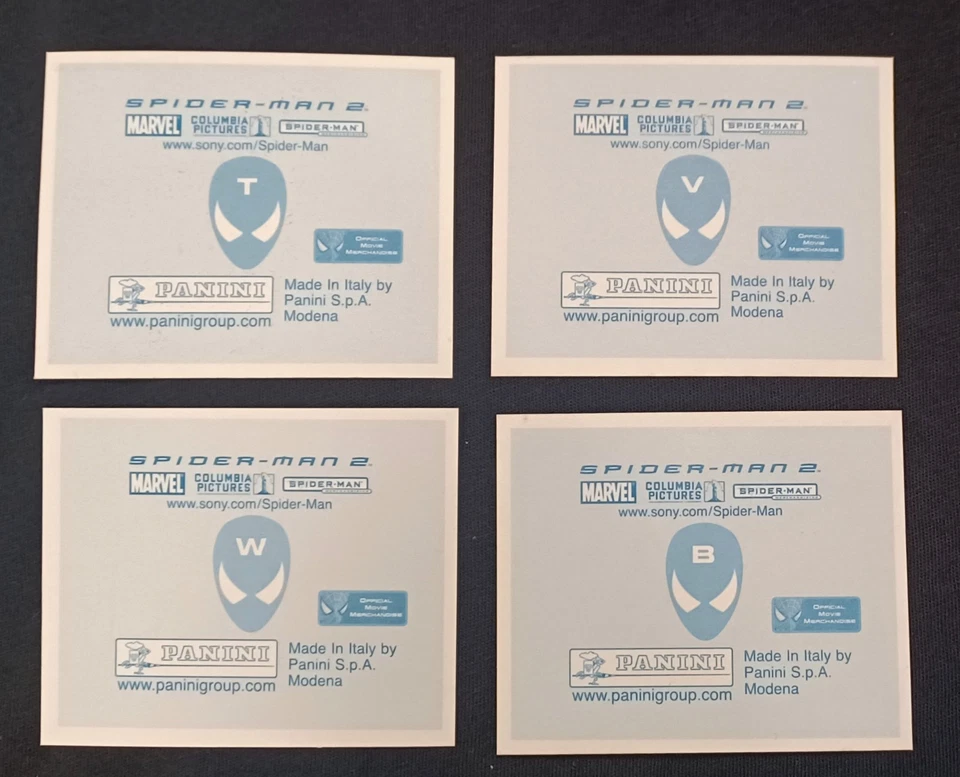 SPIDER-MAN 2™
MARVEL COLUMBIA PICTURES SPIDER-MAN
www.sony.com/Spider-Man
T
OFFICIAL
MOVIE
MERCHANDISE
PANINI
www.paninigroup.com
Made In Italy by
Panini S.p.A.
Modena
SPIDER-MAN 2™
MARVEL COLUMBIA PICTURES SPIDER-MAN
www.sony.com/Spider-Man
V
OFFICIAL
MOVIE
MERCHANDISE
PANINI
www.paninigroup.com
Made In Italy by
Panini S.p.A.
Modena
SPIDER-MAN 2™
MARVEL COLUMBIA PICTURES SPIDER-MAN
www.sony.com/Spider-Man
W
OFFICIAL
MOVIE
MERCHANDISE
PANINI
www.paninigroup.com
Made In Italy by
Panini S.p.A.
Modena
SPIDER-MAN 2™
MARVEL COLUMBIA PICTURES SPIDER-MAN
www.sony.com/Spider-Man
B
OFFICIAL
MOVIE
MERCHANDISE
PANINI
www.paninigroup.com
Made In Italy by
Panini S.p.A.
Modena